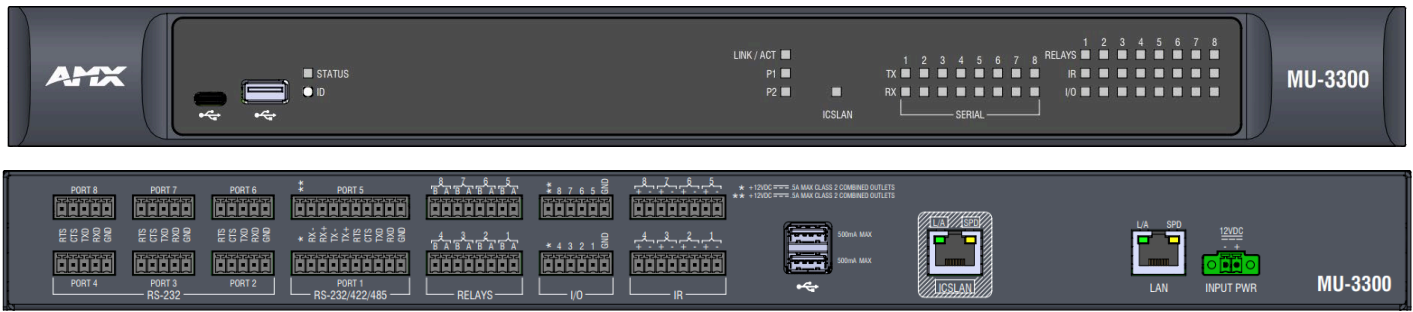 AMX
STATUS
ID
LINK / ACT
P1
P2
ICSLAN
1 2 3 4 5 6 7 8
TX
RX
SERIAL
1 2 3 4 5 6 7 8
RELAYS
IR
I/O
MU-3300
PORT 8 PORT 7 PORT 6 ** PORT 5
8 7 6 5
B A B A B A B A
** 8 7 6 5 GND
8 7 6 5
+ - + - + - + -
* +12VDC .5A MAX CLASS 2 COMBINED OUTLETS
** +12VDC .5A MAX CLASS 2 COMBINED OUTLETS
RTS CTS TXD RXD GND
RTS CTS TXD RXD GND
RTS CTS TXD RXD GND
* RX- RX+ TX- TX+ RTS CTS TXD RXD GND
4 3 2 1
B A B A B A B A
* 4 3 2 1 GND
4 3 2 1
+ - + - + - + -
PORT 4 PORT 3 PORT 2 PORT 1
RS-232 RS-232/422/485 RELAYS I/O IR
500mA MAX
500mA MAX
L/A SPD
ICSLAN
L/A SPD
LAN
12VDC
- +
INPUT PWR
MU-3300